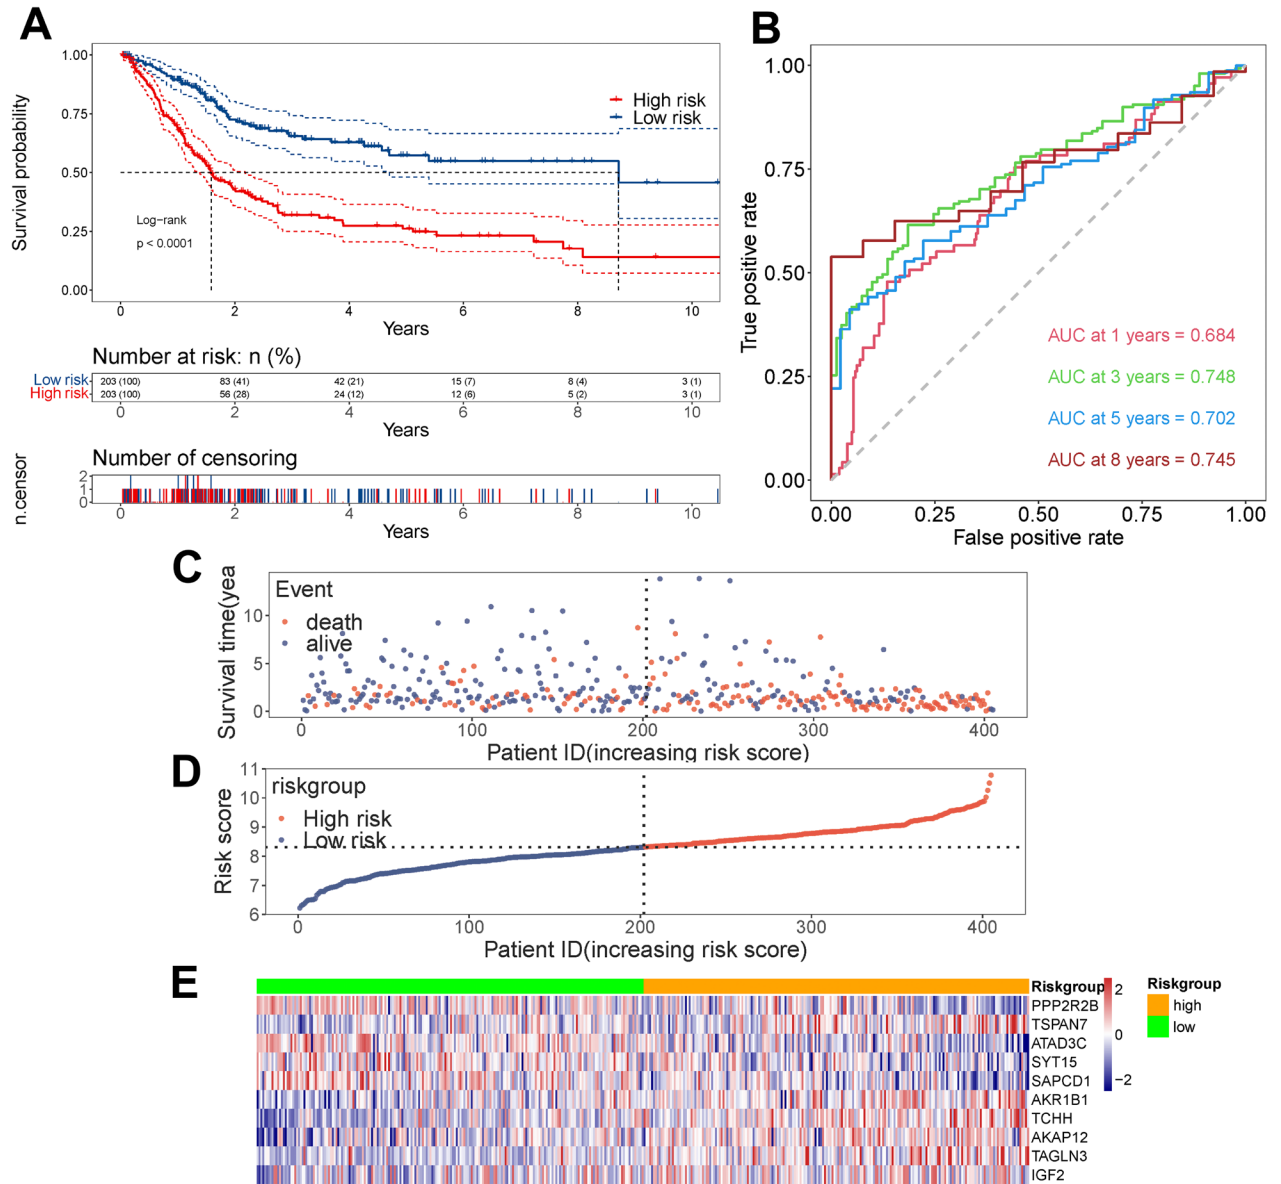 A
Survival probability
1.00
0.75
0.50
0.25
0.00
High risk
Low risk
Log-rank
p < 0.0001
0 2 4 6 8 10
Years
Number at risk: n (%)
Low risk 203 (100) 83 (41) 42 (21) 15 (7) 8 (4) 3 (1)
High risk 203 (100) 56 (28) 24 (12) 12 (6) 5 (2) 3 (1)
0 2 4 6 8 10
Years
Number of censoring
n.censor
2
1
0
0 2 4 6 8 10
Years
B
True positive rate
1.00
0.75
0.50
0.25
0.00
AUC at 1 years = 0.684
AUC at 3 years = 0.748
AUC at 5 years = 0.702
AUC at 8 years = 0.745
0.00 0.25 0.50 0.75 1.00
False positive rate
C
Survival time(yea
10
5
0
Event
death
alive
0 100 200 300 400
Patient ID(increasing risk score)
D
Risk score
11
10
9
8
7
6
riskgroup
High risk
Low risk
0 100 200 300 400
Patient ID(increasing risk score)
E
Riskgroup
PPP2R2B
TSPAN7
ATAD3C
SYT15
SAPCD1
AKR1B1
TCHH
AKAP12
TAGLN3
IGF2
2
0
−2
Riskgroup
high
low